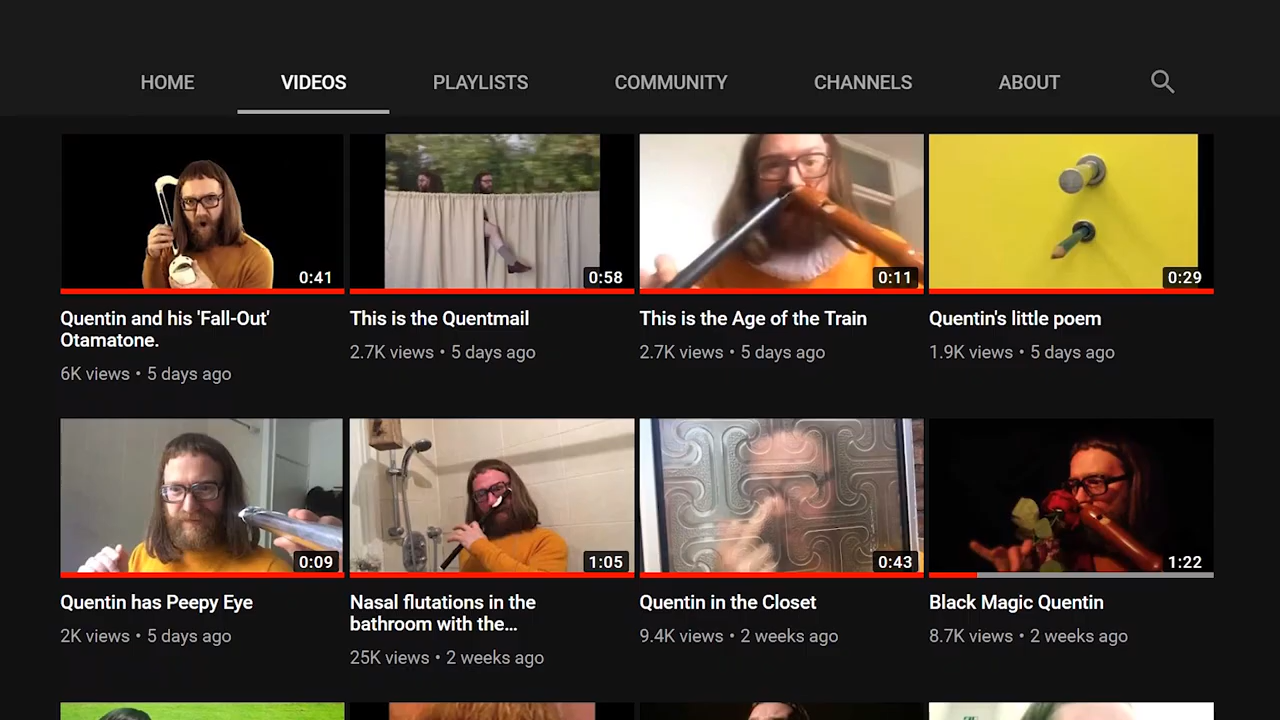 HOME VIDEOS PLAYLISTS COMMUNITY CHANNELS ABOUT
0:41 0:58 0:11 0:29
Quentin and his 'Fall-Out' This is the Quentmail This is the Age of the Train Quentin's little poem
Otamatone. 2.7K views • 5 days ago 2.7K views • 5 days ago 1.9K views • 5 days ago
6K views • 5 days ago
0:09 1:05 0:43 1:22
Quentin has Peepy Eye Nasal flutations in the Quentin in the Closet Black Magic Quentin
2K views • 5 days ago bathroom with the... 9.4K views • 2 weeks ago 8.7K views • 2 weeks ago
25K views • 2 weeks ago